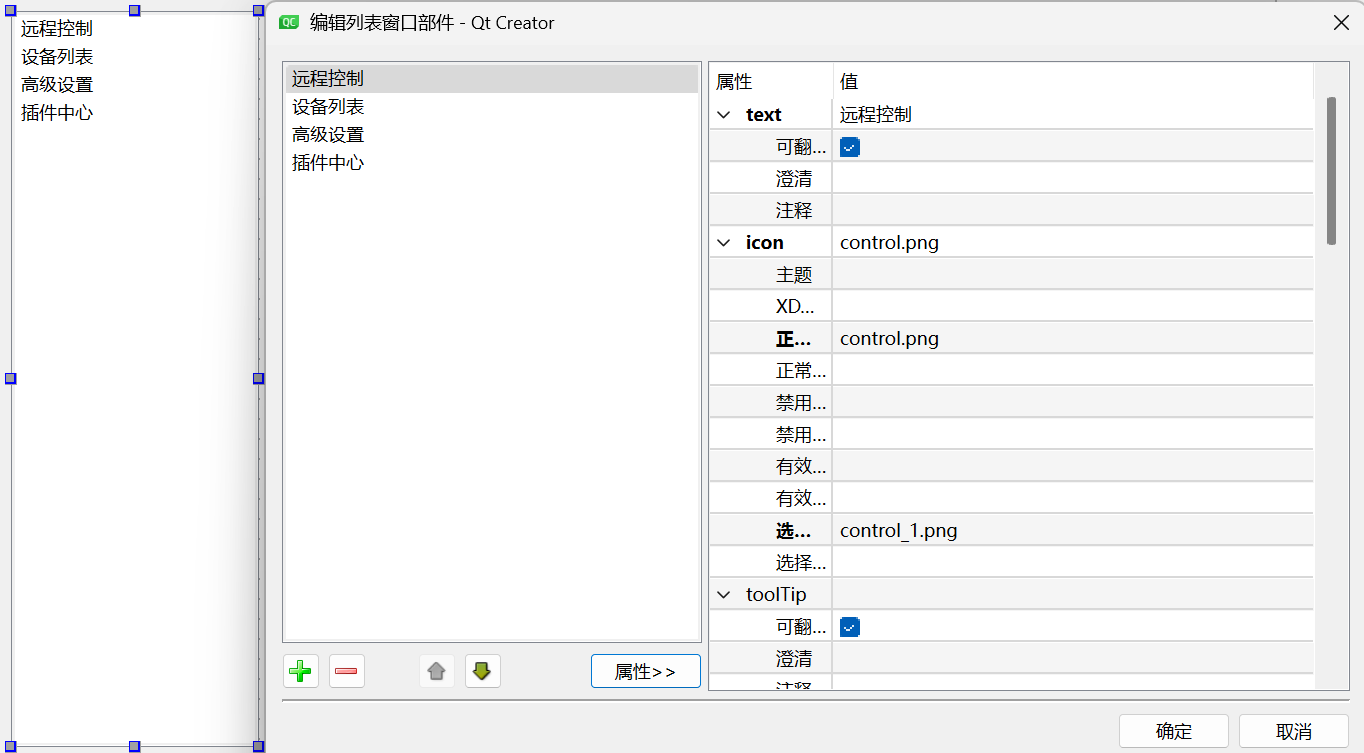 远程控制
设备列表
高级设置
插件中心
QC 编辑列表窗口部件 - Qt Creator
远程控制
设备列表
高级设置
插件中心
属性>>
属性 值
text 远程控制
可翻...
澄清
注释
icon control.png
主题
XD...
正... control.png
正常...
禁用...
禁用...
有效...
有效...
选... control_1.png
选择...
toolTip
可翻...
澄清
注释
确定 取消